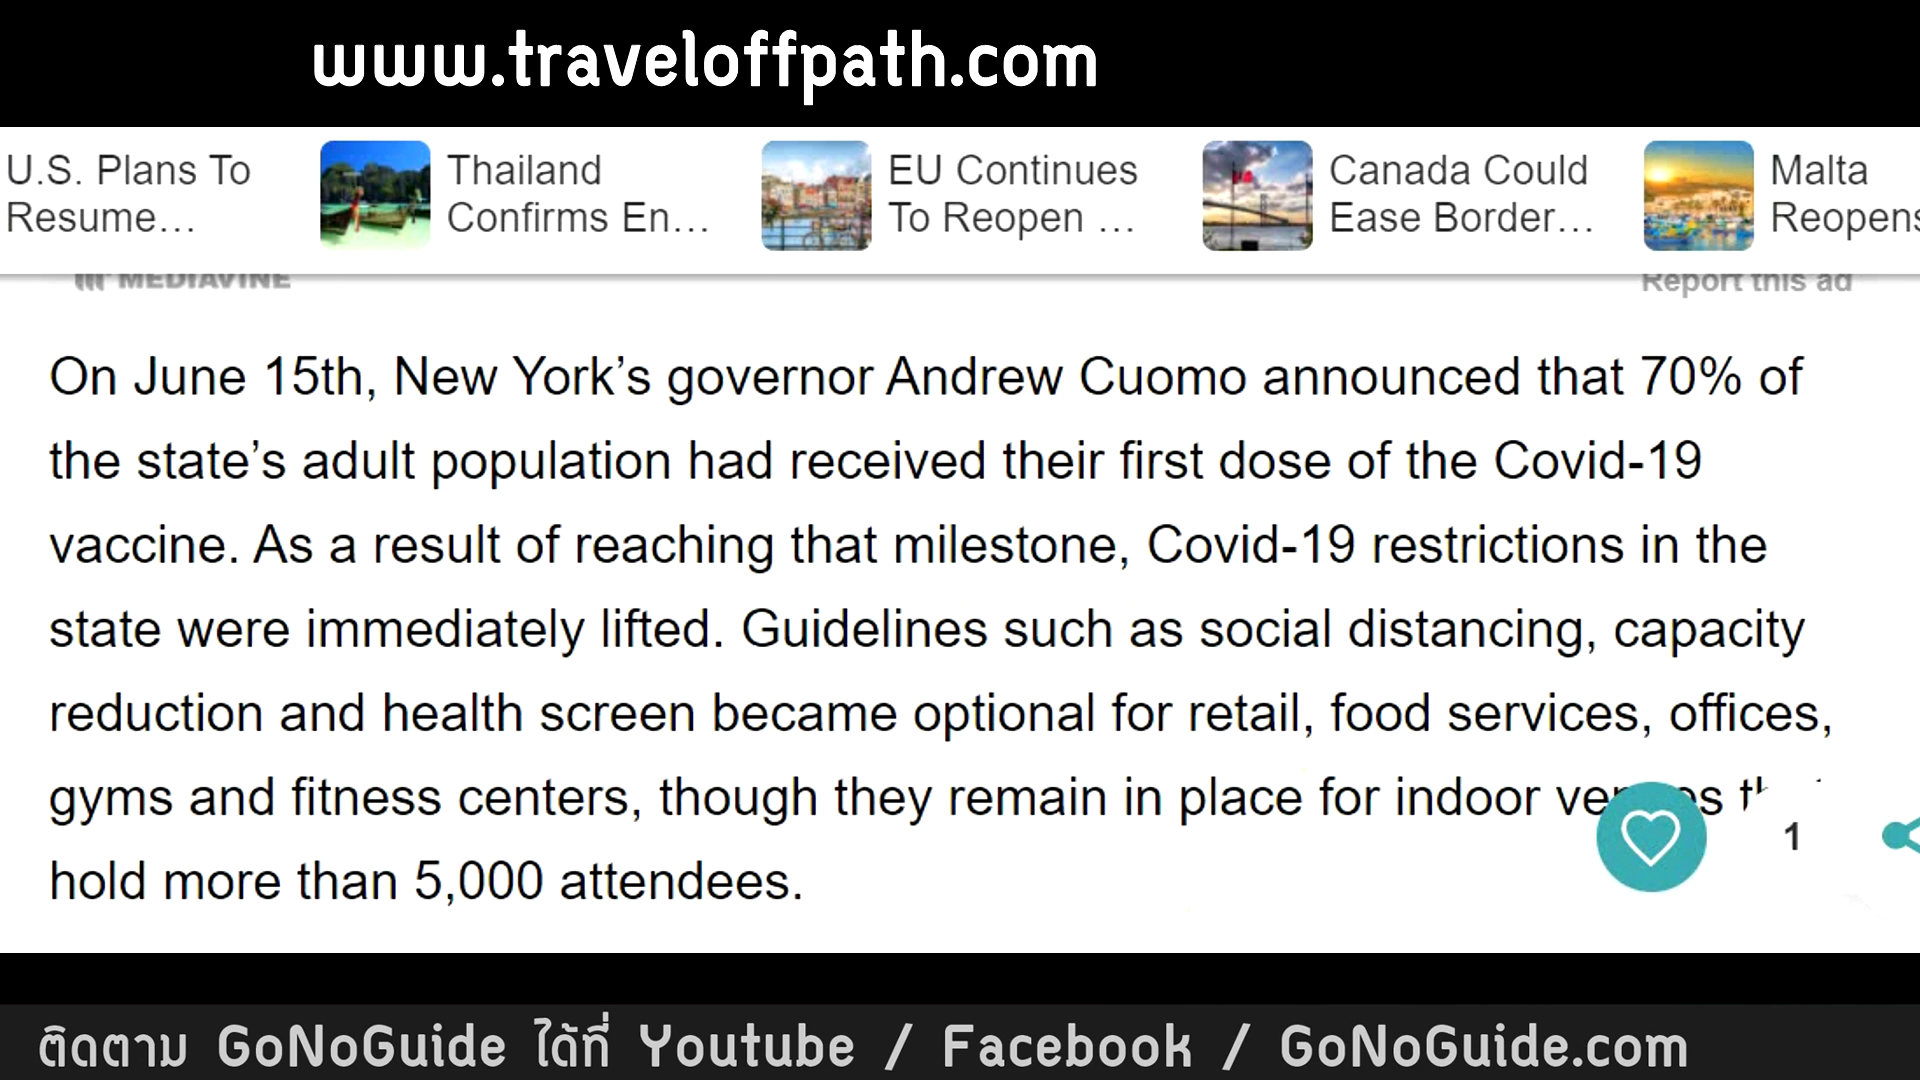 www.traveloffpath.com
U.S. Plans To
Resume...
Thailand
Confirms En...
EU Continues
To Reopen ...
Canada Could
Ease Border...
Malta
Reopens
MEDIAVINE
Report this ad
On June 15th, New York’s governor Andrew Cuomo announced that 70% of
the state’s adult population had received their first dose of the Covid-19
vaccine. As a result of reaching that milestone, Covid-19 restrictions in the
state were immediately lifted. Guidelines such as social distancing, capacity
reduction and health screen became optional for retail, food services, offices,
gyms and fitness centers, though they remain in place for indoor
hold more than 5,000 attendees.
1
ติดตาม GoNoGuide ได้ที่ Youtube / Facebook / GoNoGuide.com